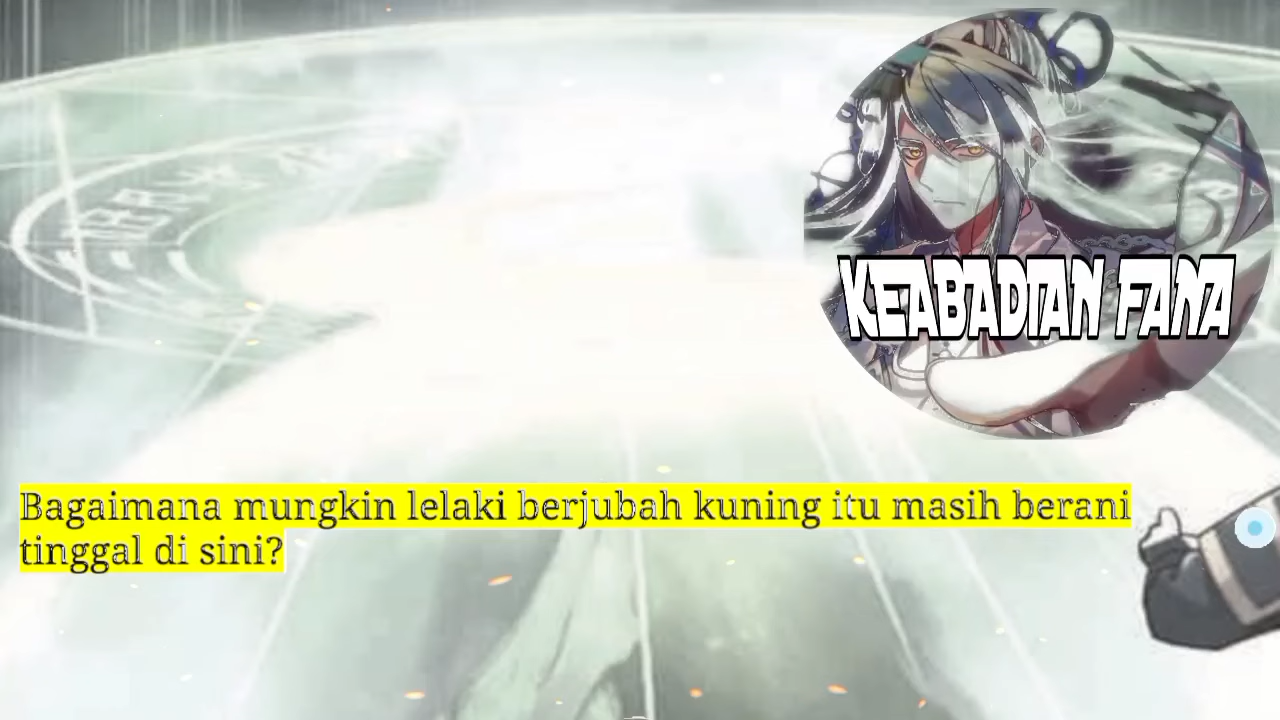 KEABADIAN FANA
Bagaimana mungkin lelaki berjubah kuning itu masih berani
tinggal di sini?